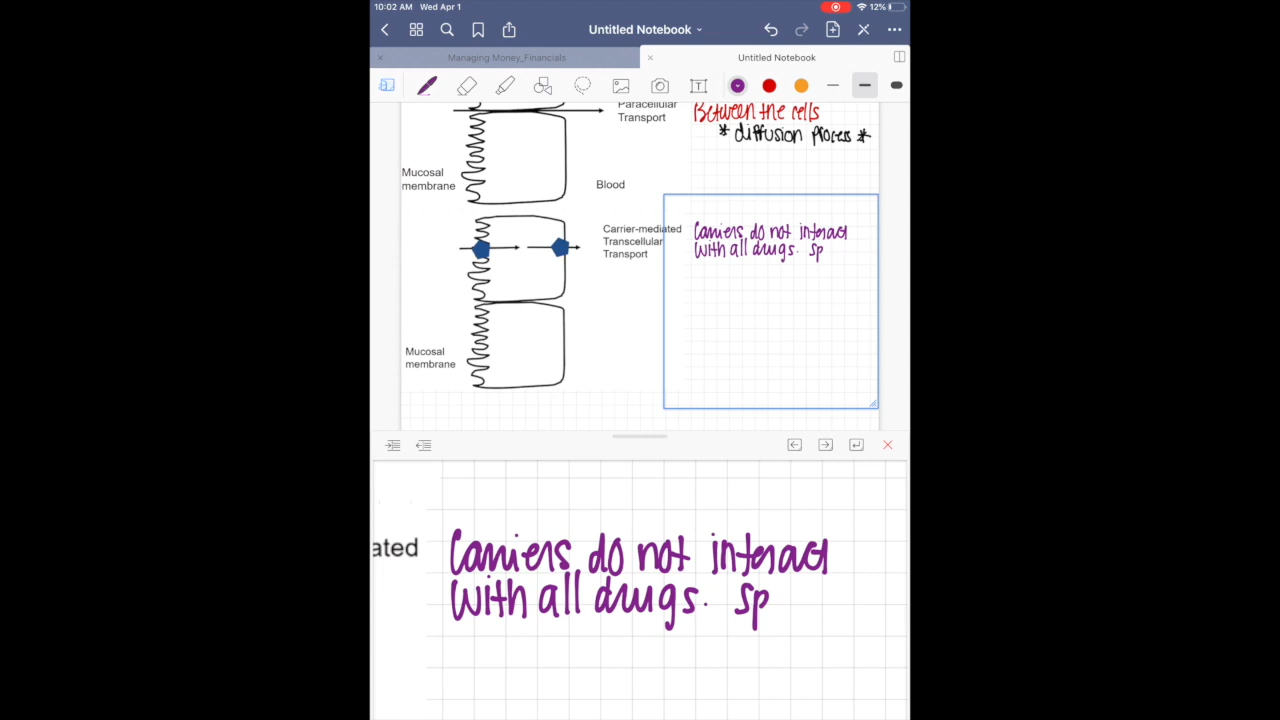 10:02 AM Wed Apr 1
12%
Untitled Notebook
Managing Money_Financials
Untitled Notebook
T
Paracellular
Transport
Between the cells
* diffusion process *
Mucosal
membrane
Blood
Carrier-mediated
Transcellular
Transport
Carriers do not interact
with all drugs. sp
Mucosal
membrane
ated
Carriers do not interact
with all drugs. sp